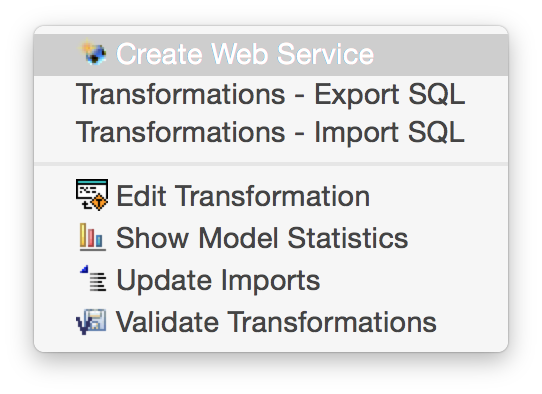 Create Web Service
Transformations - Export SQL
Transformations - Import SQL
Edit Transformation
Show Model Statistics
Update Imports
Validate Transformations